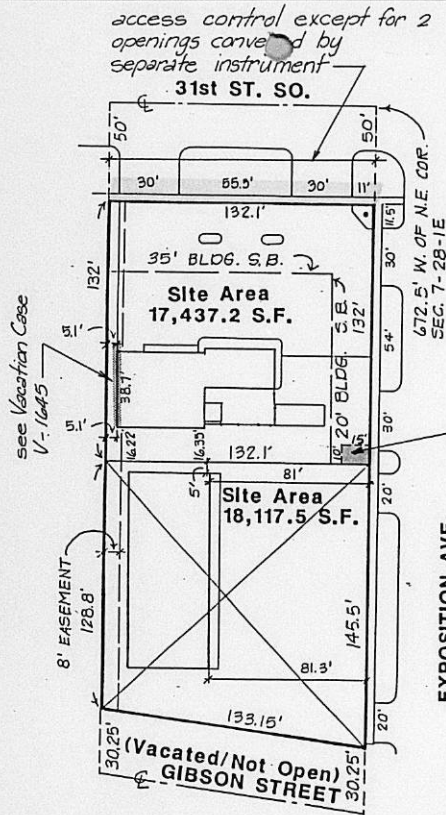 access control except for 2
openings conveyed by
separate instrument
31st ST. SO.
℄
50'
50'
30'
55.5'
30'
11'
132.1'
11.5'
672.5' W. OF N.E. COR.
SEC. 7-28-1E
35' BLDG. S.B.
30'
132'
Site Area
17,437.2 S.F.
20' BLDG. S.B.
132'
54'
see Vacation Case
V-1645
5.1'
38.7'
5.1'
30'
16.22'
16.35'
132.1'
10'
15'
5'
81'
20'
Site Area
18,117.5 S.F.
8' EASEMENT
128.8'
145.5'
EXPOSITION AVE
81.3'
20'
133.15'
30.25'
(Vacated/Not Open)
℄ GIBSON STREET
30.25'